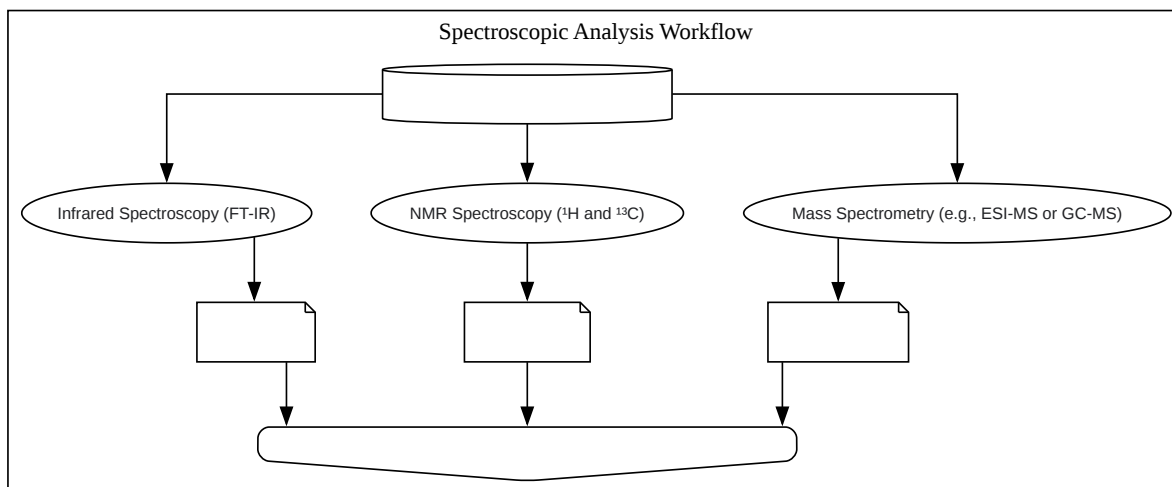 Spectroscopic Analysis Workflow
Infrared Spectroscopy (FT-IR)
NMR Spectroscopy (¹H and ¹³C)
Mass Spectrometry (e.g., ESI-MS or GC-MS)